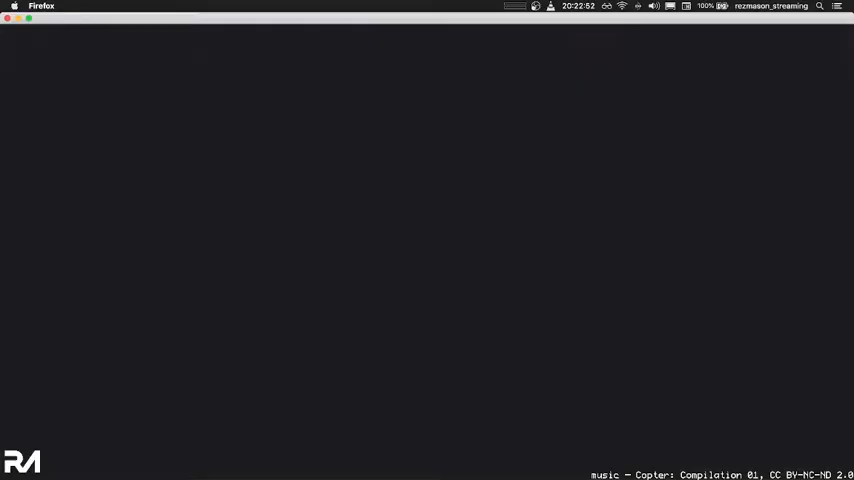 Firefox
20:22:52
100%
rezmason_streaming
RM
music – Copter: Compilation 01, CC BY-NC-ND 2.0